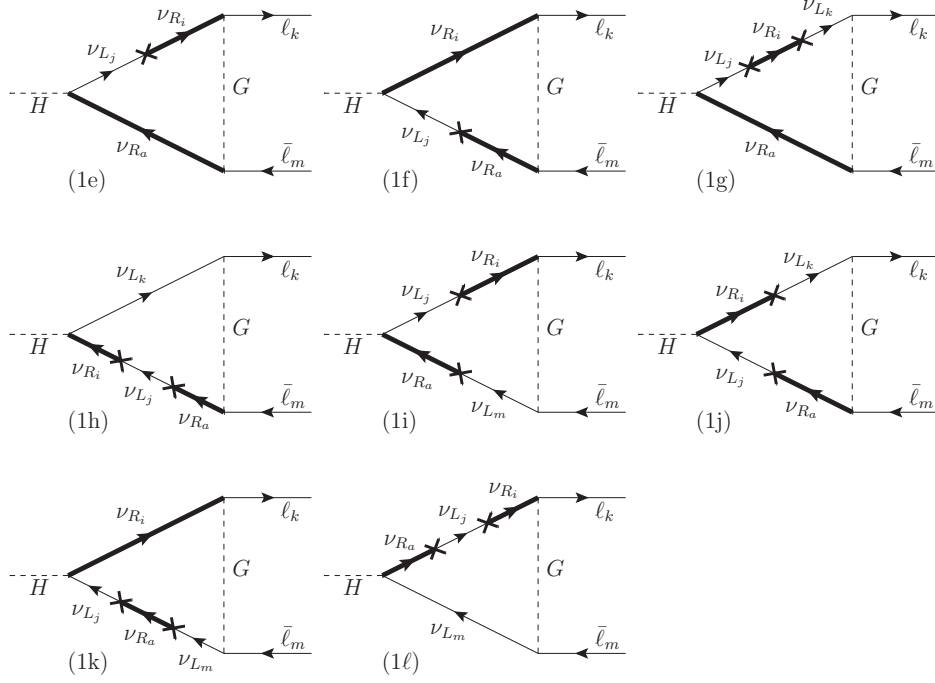 ν_{L_j} ν_{R_i} ℓ_k H G ν_{R_a} ℓ̄_m (1e)
ν_{R_i} ℓ_k H G ν_{L_j} ν_{R_a} ℓ̄_m (1f)
ν_{L_j} ν_{R_i} ν_{L_k} ℓ_k H G ν_{R_a} ℓ̄_m (1g)
ν_{L_k} ℓ_k H G ν_{R_i} ν_{L_j} ν_{R_a} ℓ̄_m (1h)
ν_{L_j} ν_{R_i} ℓ_k H G ν_{R_a} ν_{L_m} ℓ̄_m (1i)
ν_{R_i} ν_{L_k} ℓ_k H G ν_{L_j} ν_{R_a} ℓ̄_m (1j)
ν_{R_i} ℓ_k H G ν_{L_j} ν_{R_a} ν_{L_m} ℓ̄_m (1k)
ν_{R_a} ν_{L_j} ν_{R_i} ℓ_k H G ν_{L_m} ℓ̄_m (1ℓ)